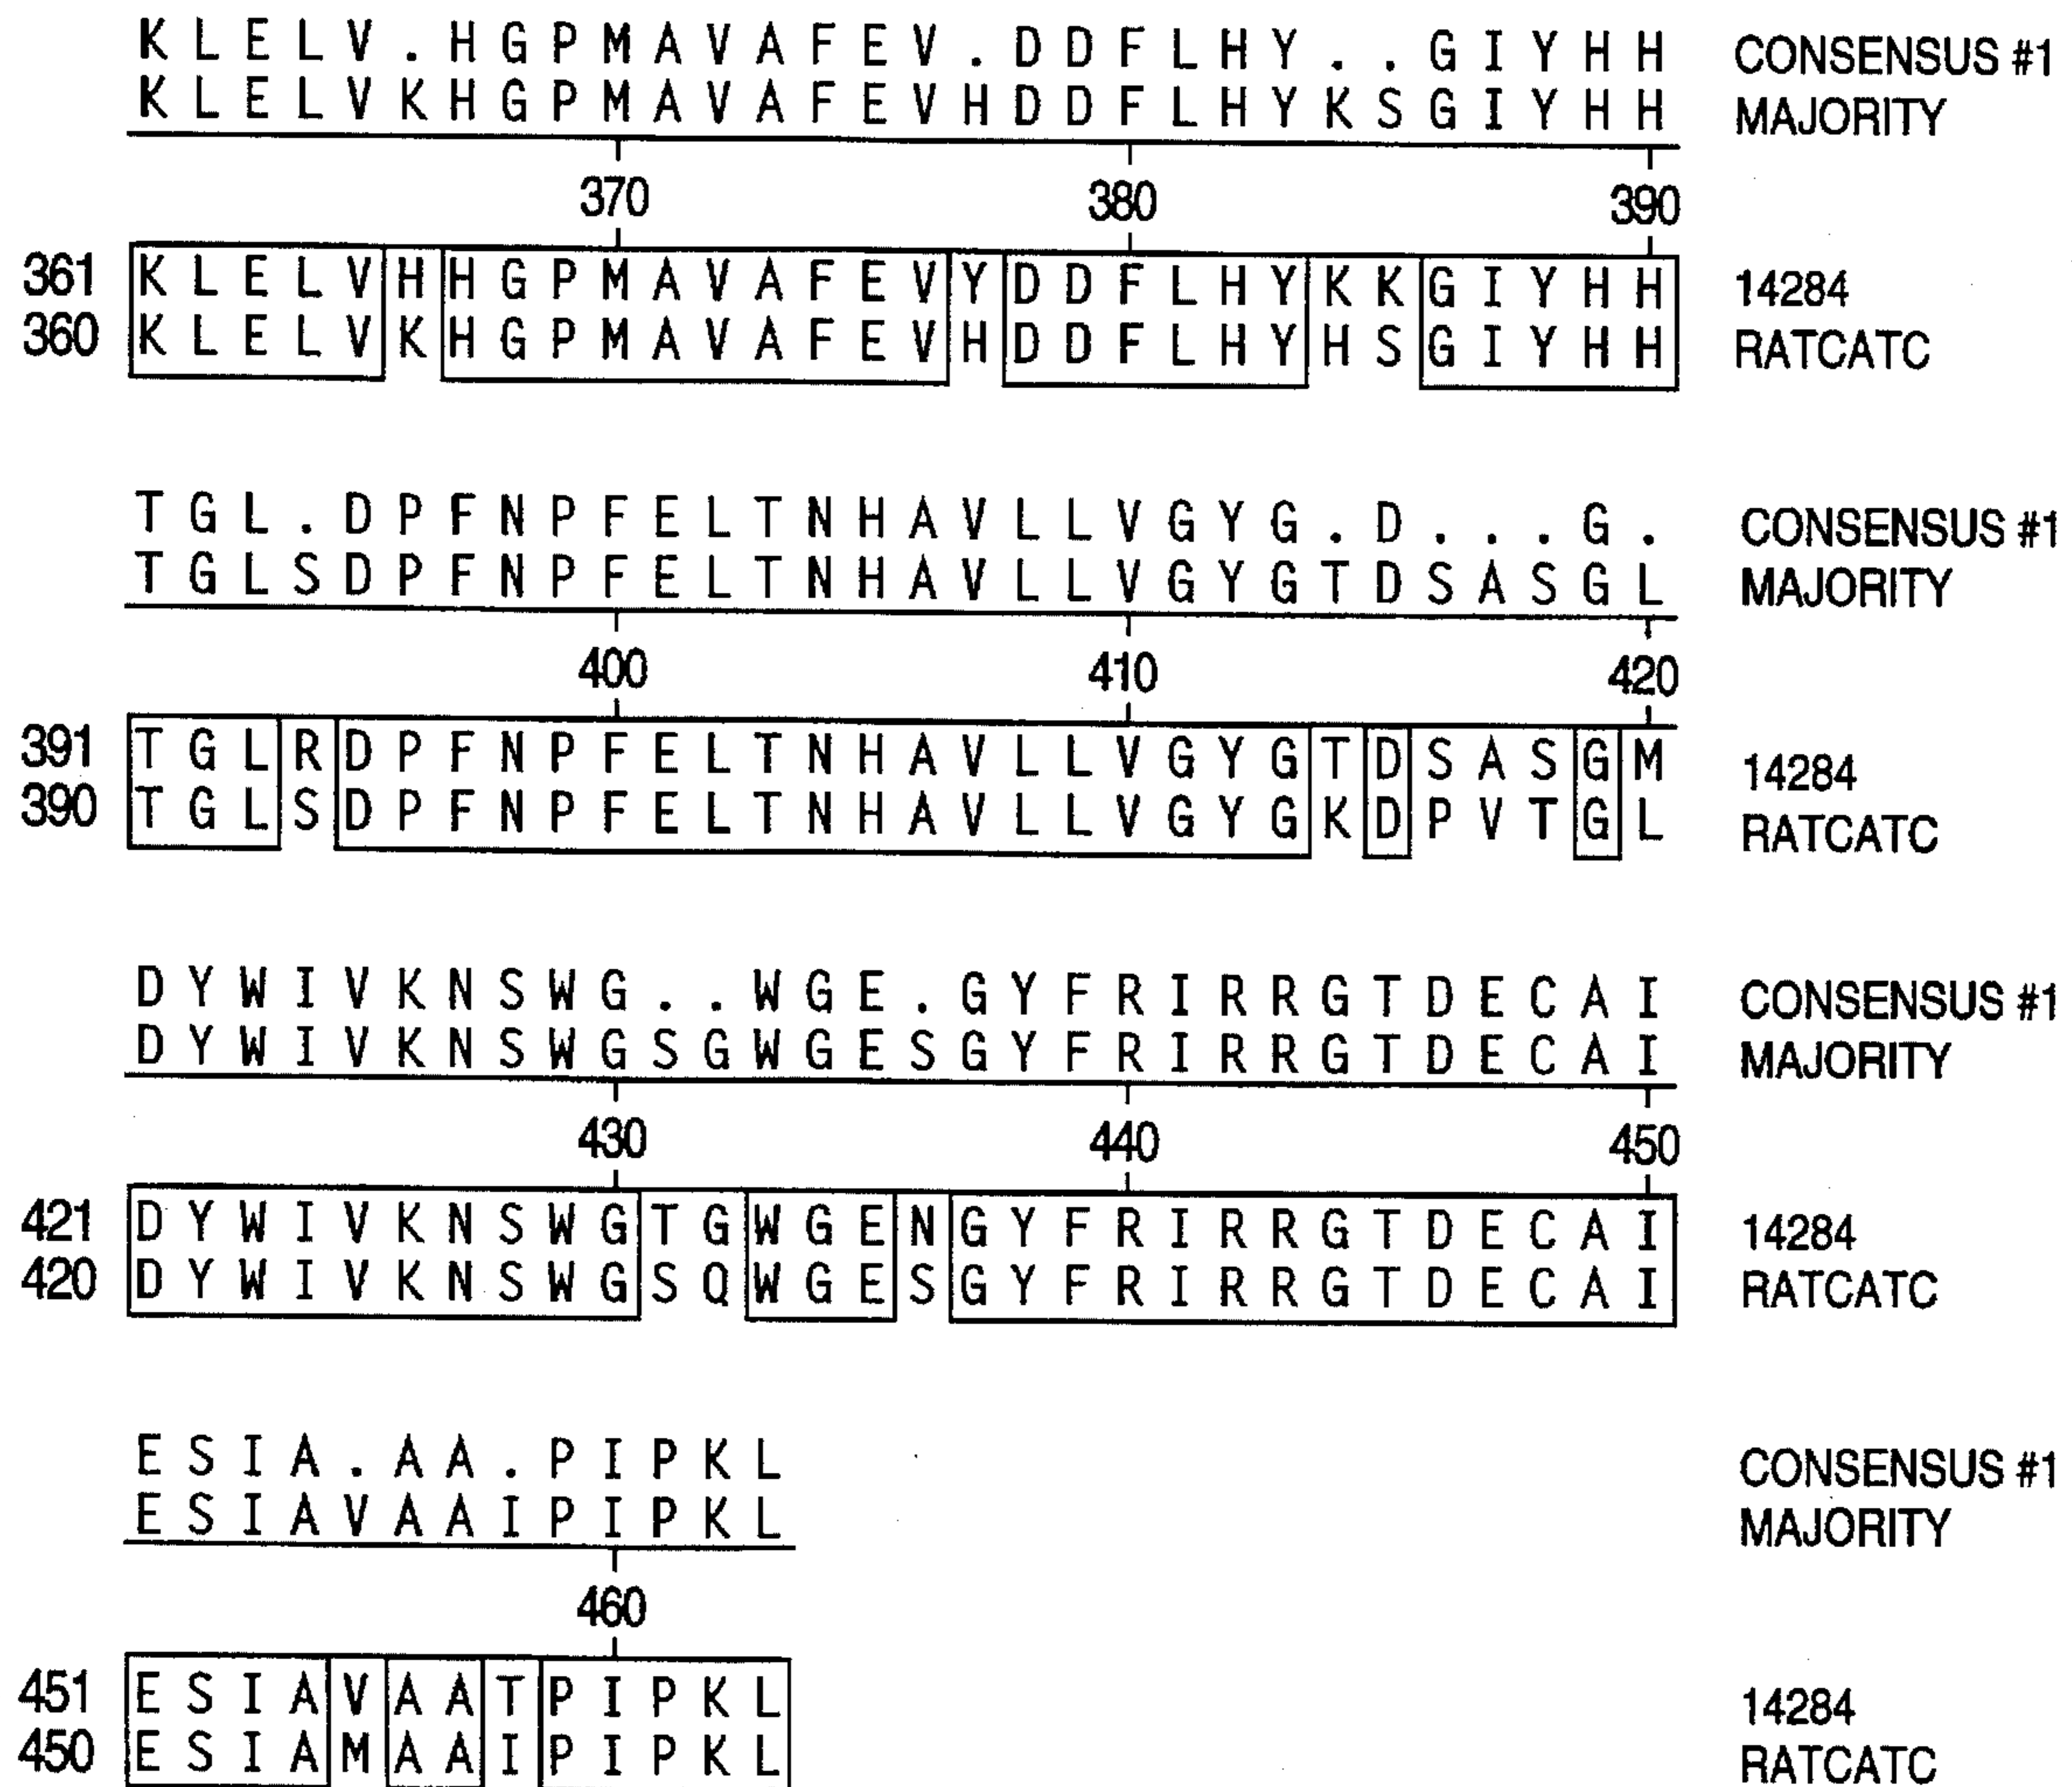 K L E L V . H G P M A V A F E V . D D F L H Y . . G I Y H H CONSENSUS #1
K L E L V K H G P M A V A F E V H D D F L H Y K S G I Y H H MAJORITY
370 380 390
361 K L E L V H H G P M A V A F E V Y D D F L H Y K K G I Y H H 14284
360 K L E L V K H G P M A V A F E V H D D F L H Y H S G I Y H H RATCATC
T G L . D P F N P F E L T N H A V L L V G Y G . D . . . G . CONSENSUS #1
T G L S D P F N P F E L T N H A V L L V G Y G T D S A S G L MAJORITY
400 410 420
391 T G L R D P F N P F E L T N H A V L L V G Y G T D S A S G M 14284
390 T G L S D P F N P F E L T N H A V L L V G Y G K D P V T G L RATCATC
D Y W I V K N S W G . . W G E . G Y F R I R R G T D E C A I CONSENSUS #1
D Y W I V K N S W G S G W G E S G Y F R I R R G T D E C A I MAJORITY
430 440 450
421 D Y W I V K N S W G T G W G E N G Y F R I R R G T D E C A I 14284
420 D Y W I V K N S W G S Q W G E S G Y F R I R R G T D E C A I RATCATC
E S I A . A A . P I P K L CONSENSUS #1
E S I A V A A I P I P K L MAJORITY
460
451 E S I A V A A T P I P K L 14284
450 E S I A M A A I P I P K L RATCATC